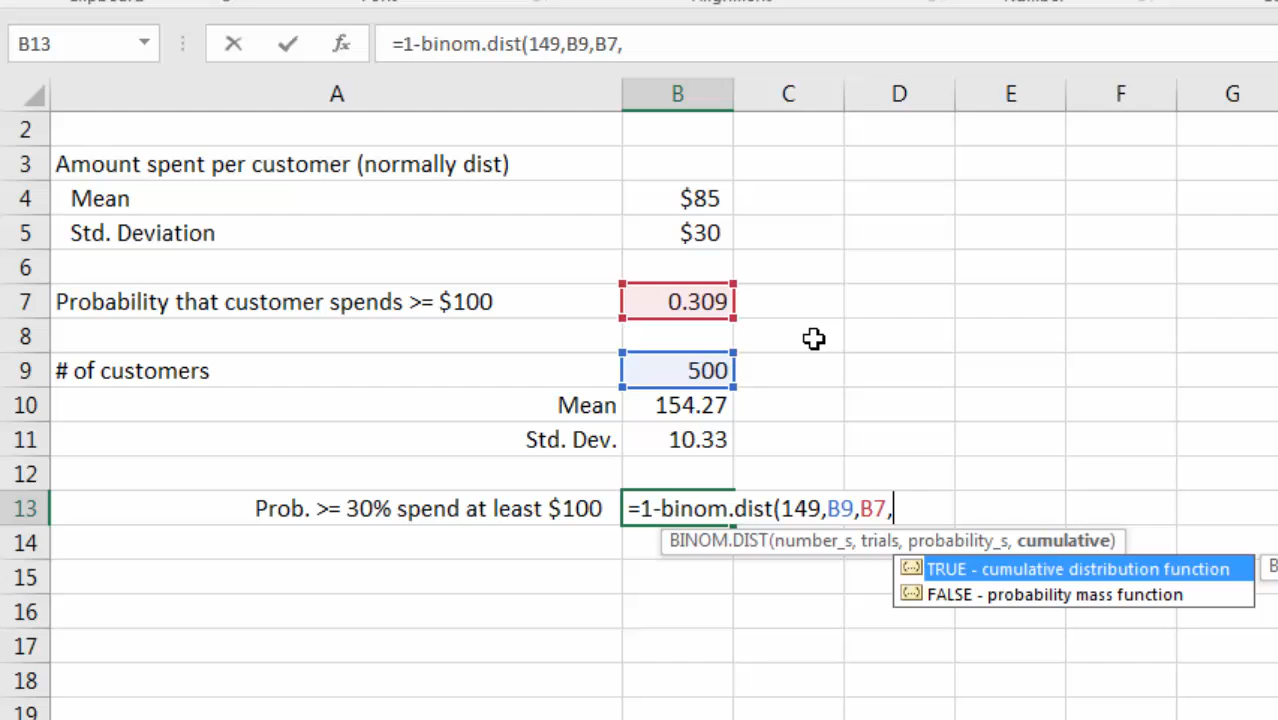 B13 =1-binom.dist(149,B9,B7,
A B C D E F G
2
3 Amount spent per customer (normally dist)
4 Mean $85
5 Std. Deviation $30
6
7 Probability that customer spends >= $100 0.309
8
9 # of customers 500
10 Mean 154.27
11 Std. Dev. 10.33
12
13 Prob. >= 30% spend at least $100 =1-binom.dist(149,B9,B7,
BINOM.DIST(number_s, trials, probability_s, cumulative)
14
TRUE - cumulative distribution function
15
FALSE - probability mass function
16
17
18
19